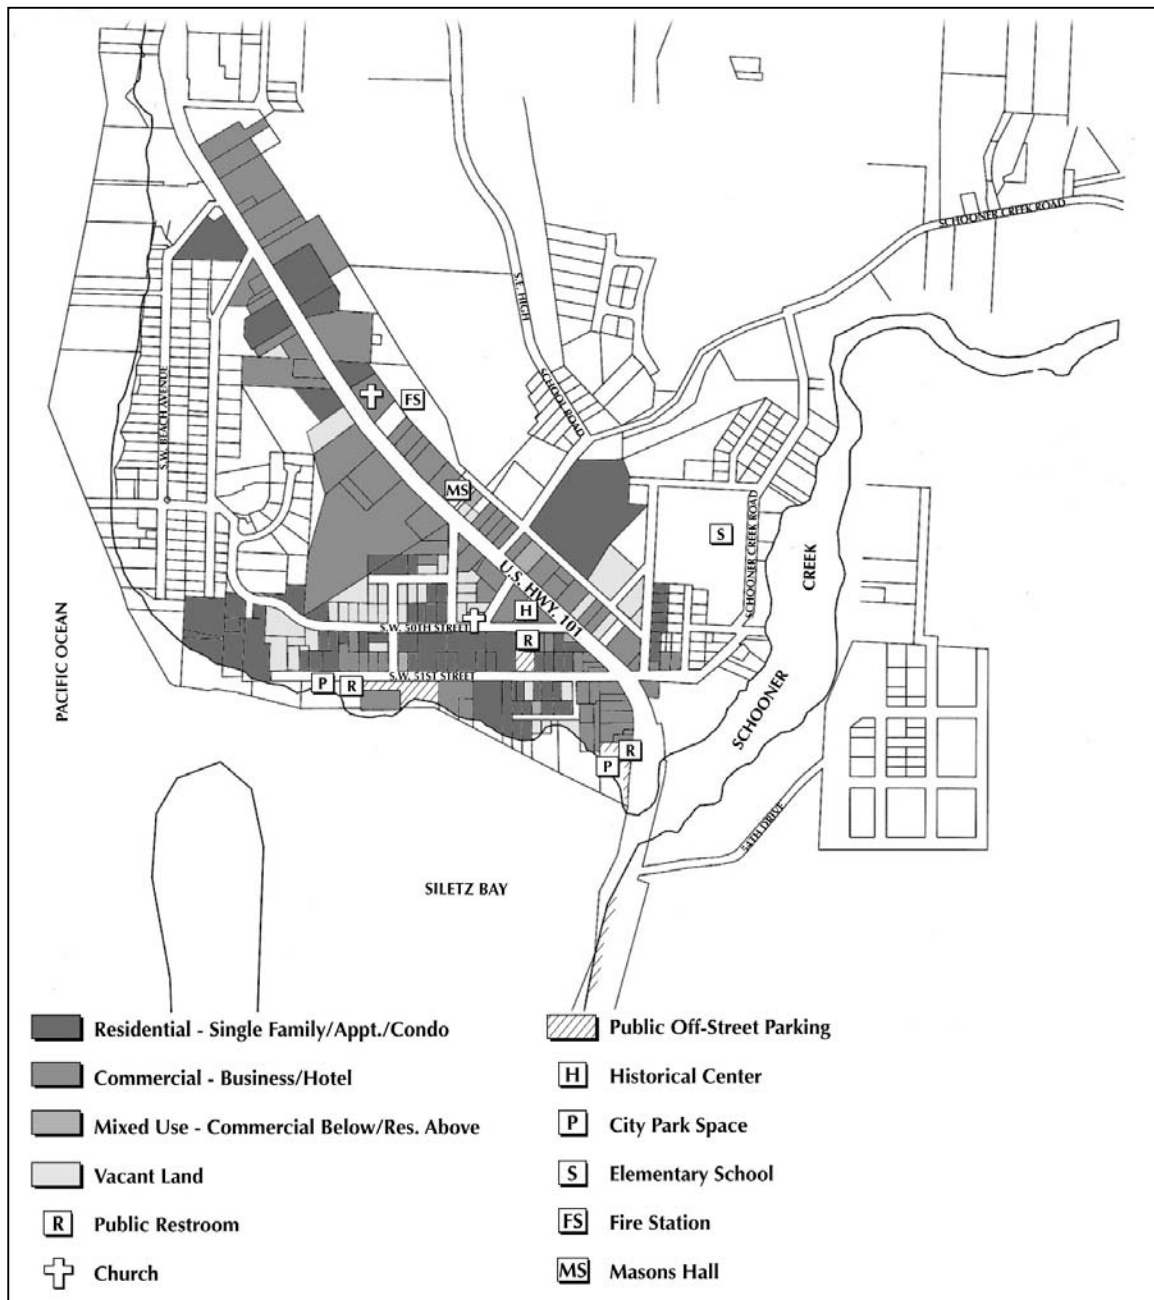 SCHOONER CREEK ROAD
S.E. HIGH
SCHOOL ROAD
S.W. BEACH AVENUE
FS
MS
S
SCHOONER CREEK ROAD
CREEK
SCHOONER
U.S. HWY. 101
H
R
S.W. 50TH STREET
S.W. 51ST STREET
P
R
R
P
PACIFIC OCEAN
54TH DRIVE
SILETZ BAY
Residential - Single Family/Appt./Condo
Commercial - Business/Hotel
Mixed Use - Commercial Below/Res. Above
Vacant Land
R Public Restroom
Church
Public Off-Street Parking
H Historical Center
P City Park Space
S Elementary School
FS Fire Station
MS Masons Hall